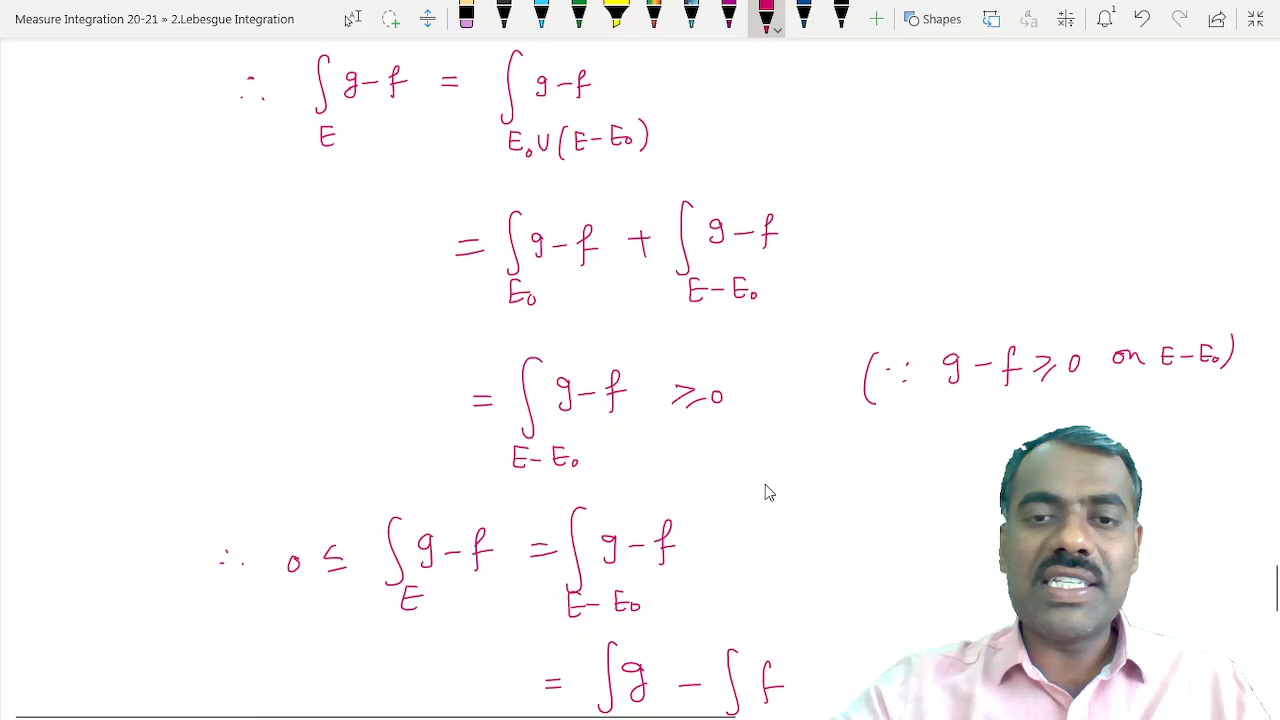 Measure Integration 20-21 > 2.Lebesgue Integration
Shapes
∴ ∫_E g-f = ∫_{E₀∪(E-E₀)} g-f
= ∫_{E₀} g-f + ∫_{E-E₀} g-f
= ∫_{E-E₀} g-f ≥0 (∵ g-f ≥ 0 on E-E₀)
∴ 0 ≤ ∫_E g-f = ∫_{E-E₀} g-f
= ∫ g - ∫ f